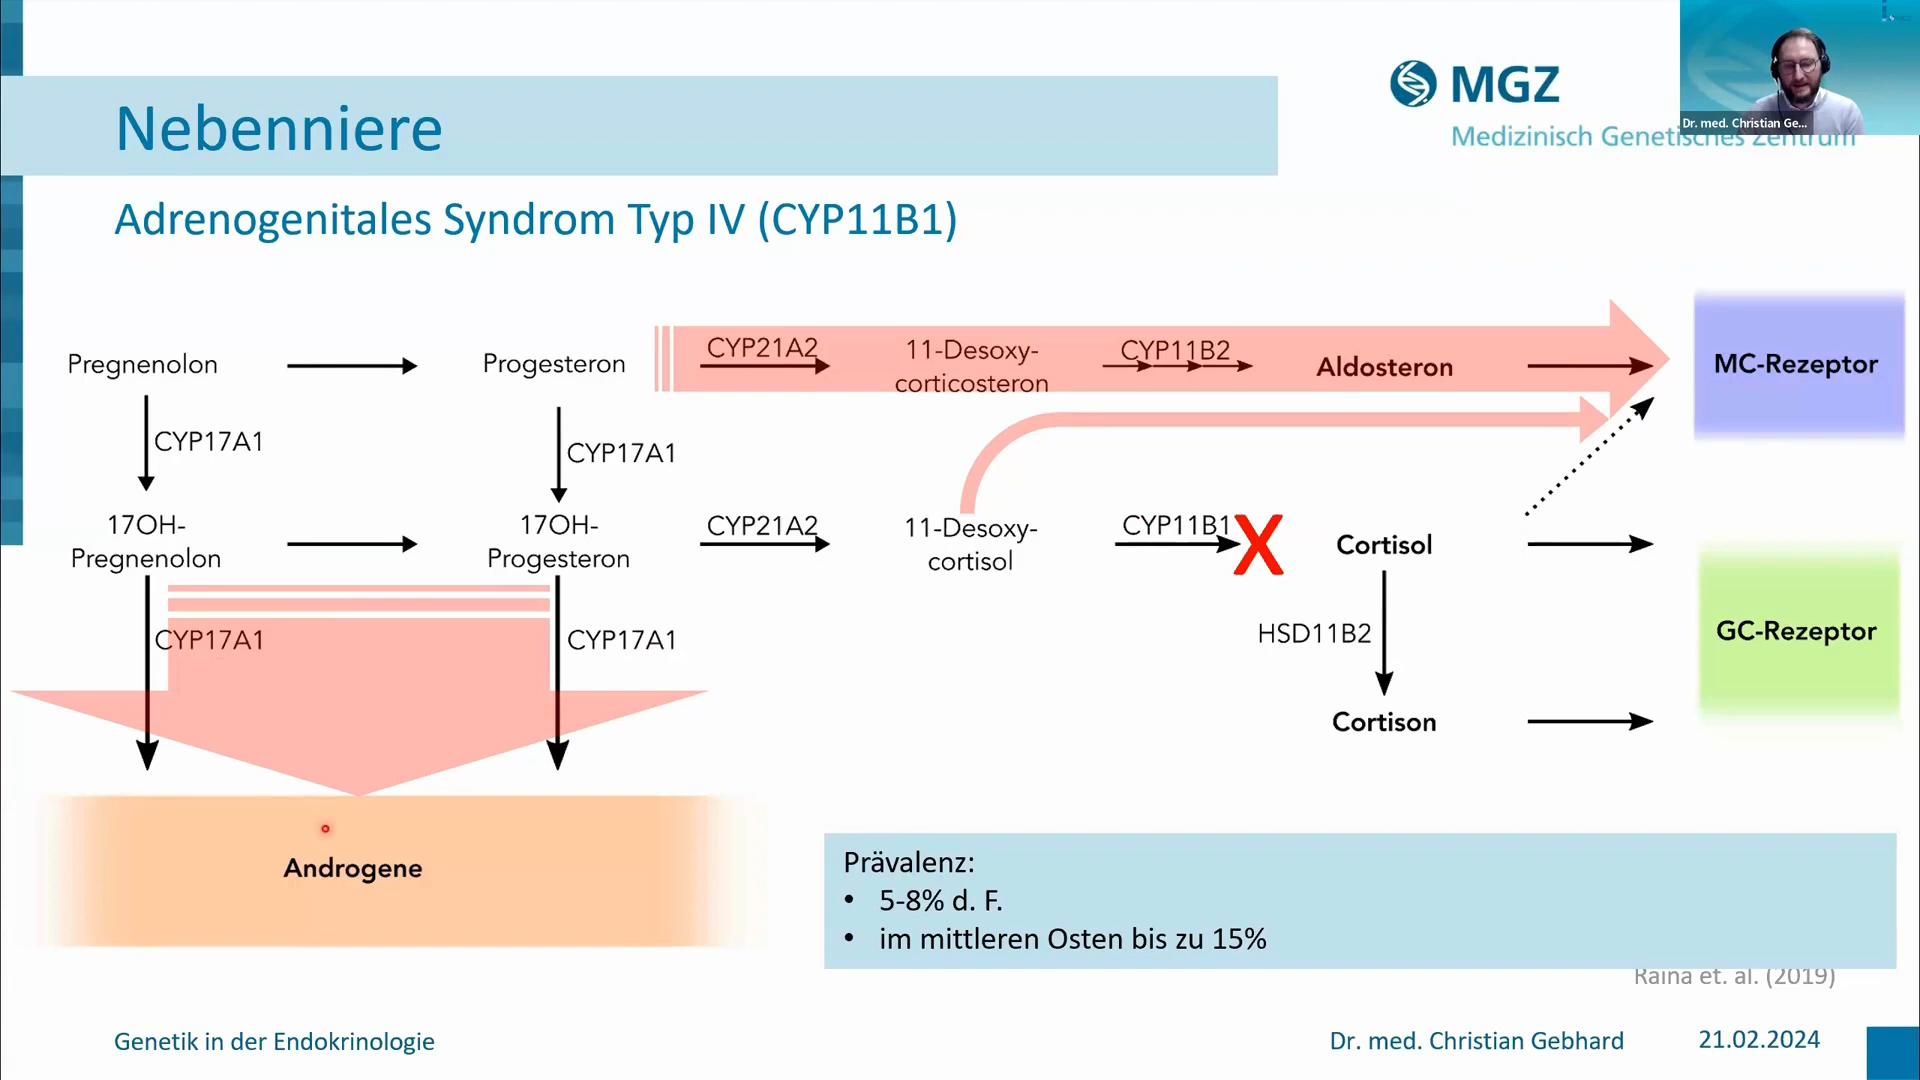 Nebenniere
MGZ
Medizinisch Genetisches Zentrum
Dr. med. Christian Ge...
Adrenogenitales Syndrom Typ IV (CYP11B1)
Pregnenolon
Progesteron
CYP21A2
11-Desoxy-
corticosteron
CYP11B2
Aldosteron
MC-Rezeptor
CYP17A1
CYP17A1
17OH-
Pregnenolon
17OH-
Progesteron
CYP21A2
11-Desoxy-
cortisol
CYP11B1
X
Cortisol
GC-Rezeptor
CYP17A1
CYP17A1
HSD11B2
Cortison
Androgene
Prävalenz:
• 5-8% d. F.
• im mittleren Osten bis zu 15%
Raina et. al. (2019)
Genetik in der Endokrinologie
Dr. med. Christian Gebhard
21.02.2024